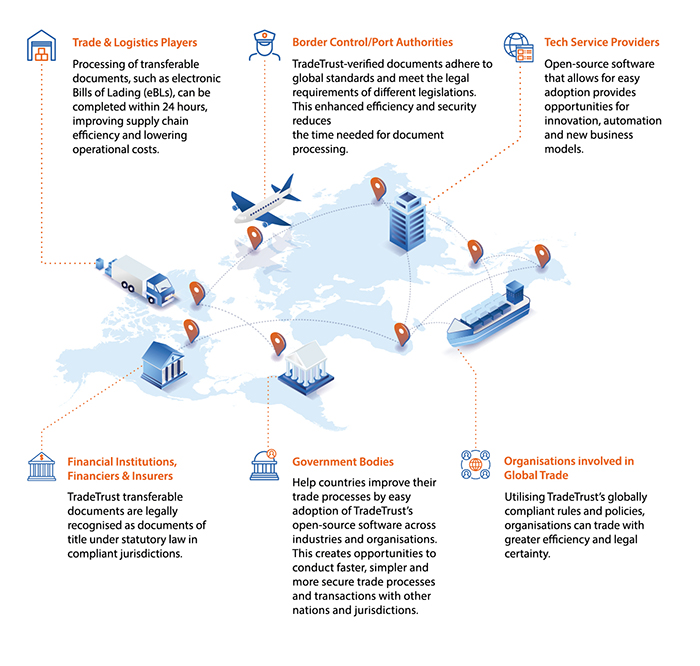 Trade & Logistics Players
Processing of transferable
documents, such as electronic
Bills of Lading (eBLs), can be
completed within 24 hours,
improving supply chain
efficiency and lowering
operational costs.
Border Control/Port Authorities
TradeTrust-verified documents adhere to
global standards and meet the legal
requirements of different legislations.
This enhanced efficiency and security
reduces
the time needed for document
processing.
Tech Service Providers
Open-source software
that allows for easy
adoption provides
opportunities for
innovation, automation
and new business
models.
Financial Institutions,
Financiers & Insurers
TradeTrust transferable
documents are legally
recognised as documents of
title under statutory law in
compliant jurisdictions.
Government Bodies
Help countries improve their
trade processes by easy
adoption of TradeTrust's
open-source software across
industries and organisations.
This creates opportunities to
conduct faster, simpler and
more secure trade processes
and transactions with other
nations and jurisdictions.
Organisations involved in
Global Trade
Utilising TradeTrust's globally
compliant rules and policies,
organisations can trade with
greater efficiency and legal
certainty.